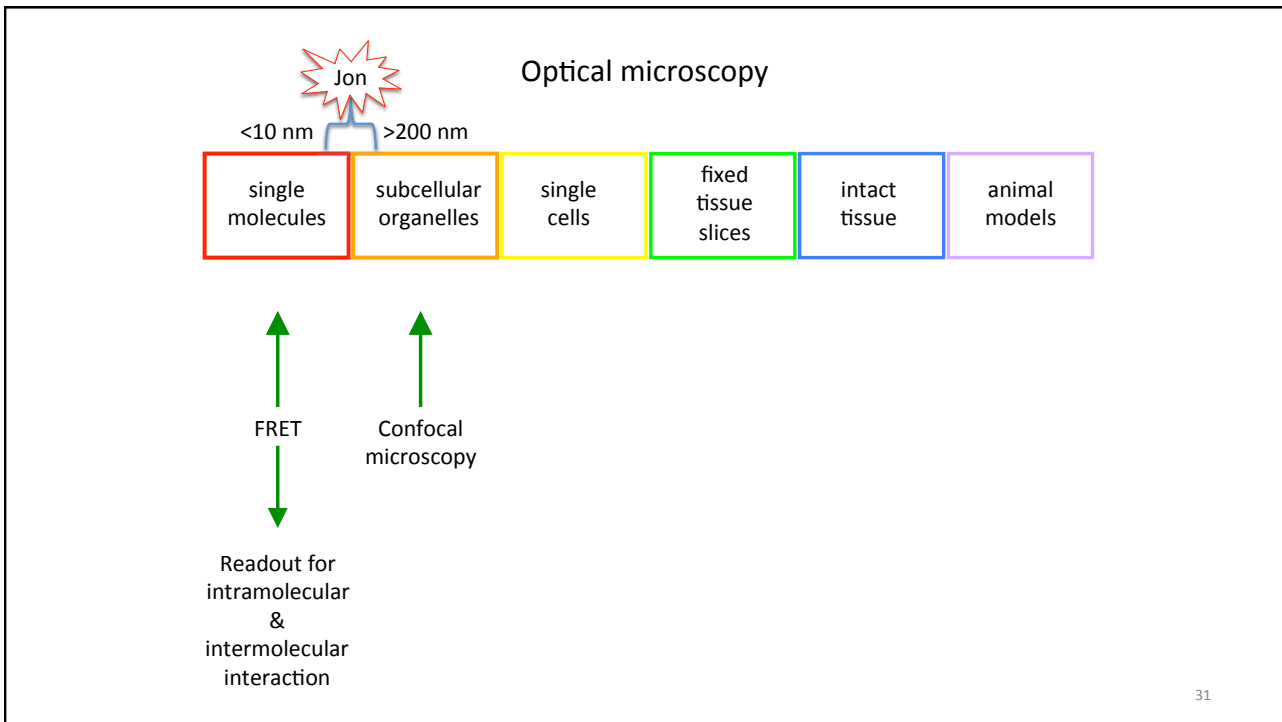 Optical microscopy
Jon
<10 nm
>200 nm
single
molecules
subcellular
organelles
single
cells
fixed
tissue
slices
intact
tissue
animal
models
FRET
Confocal
microscopy
Readout for
intramolecular
&
intermolecular
interaction
31